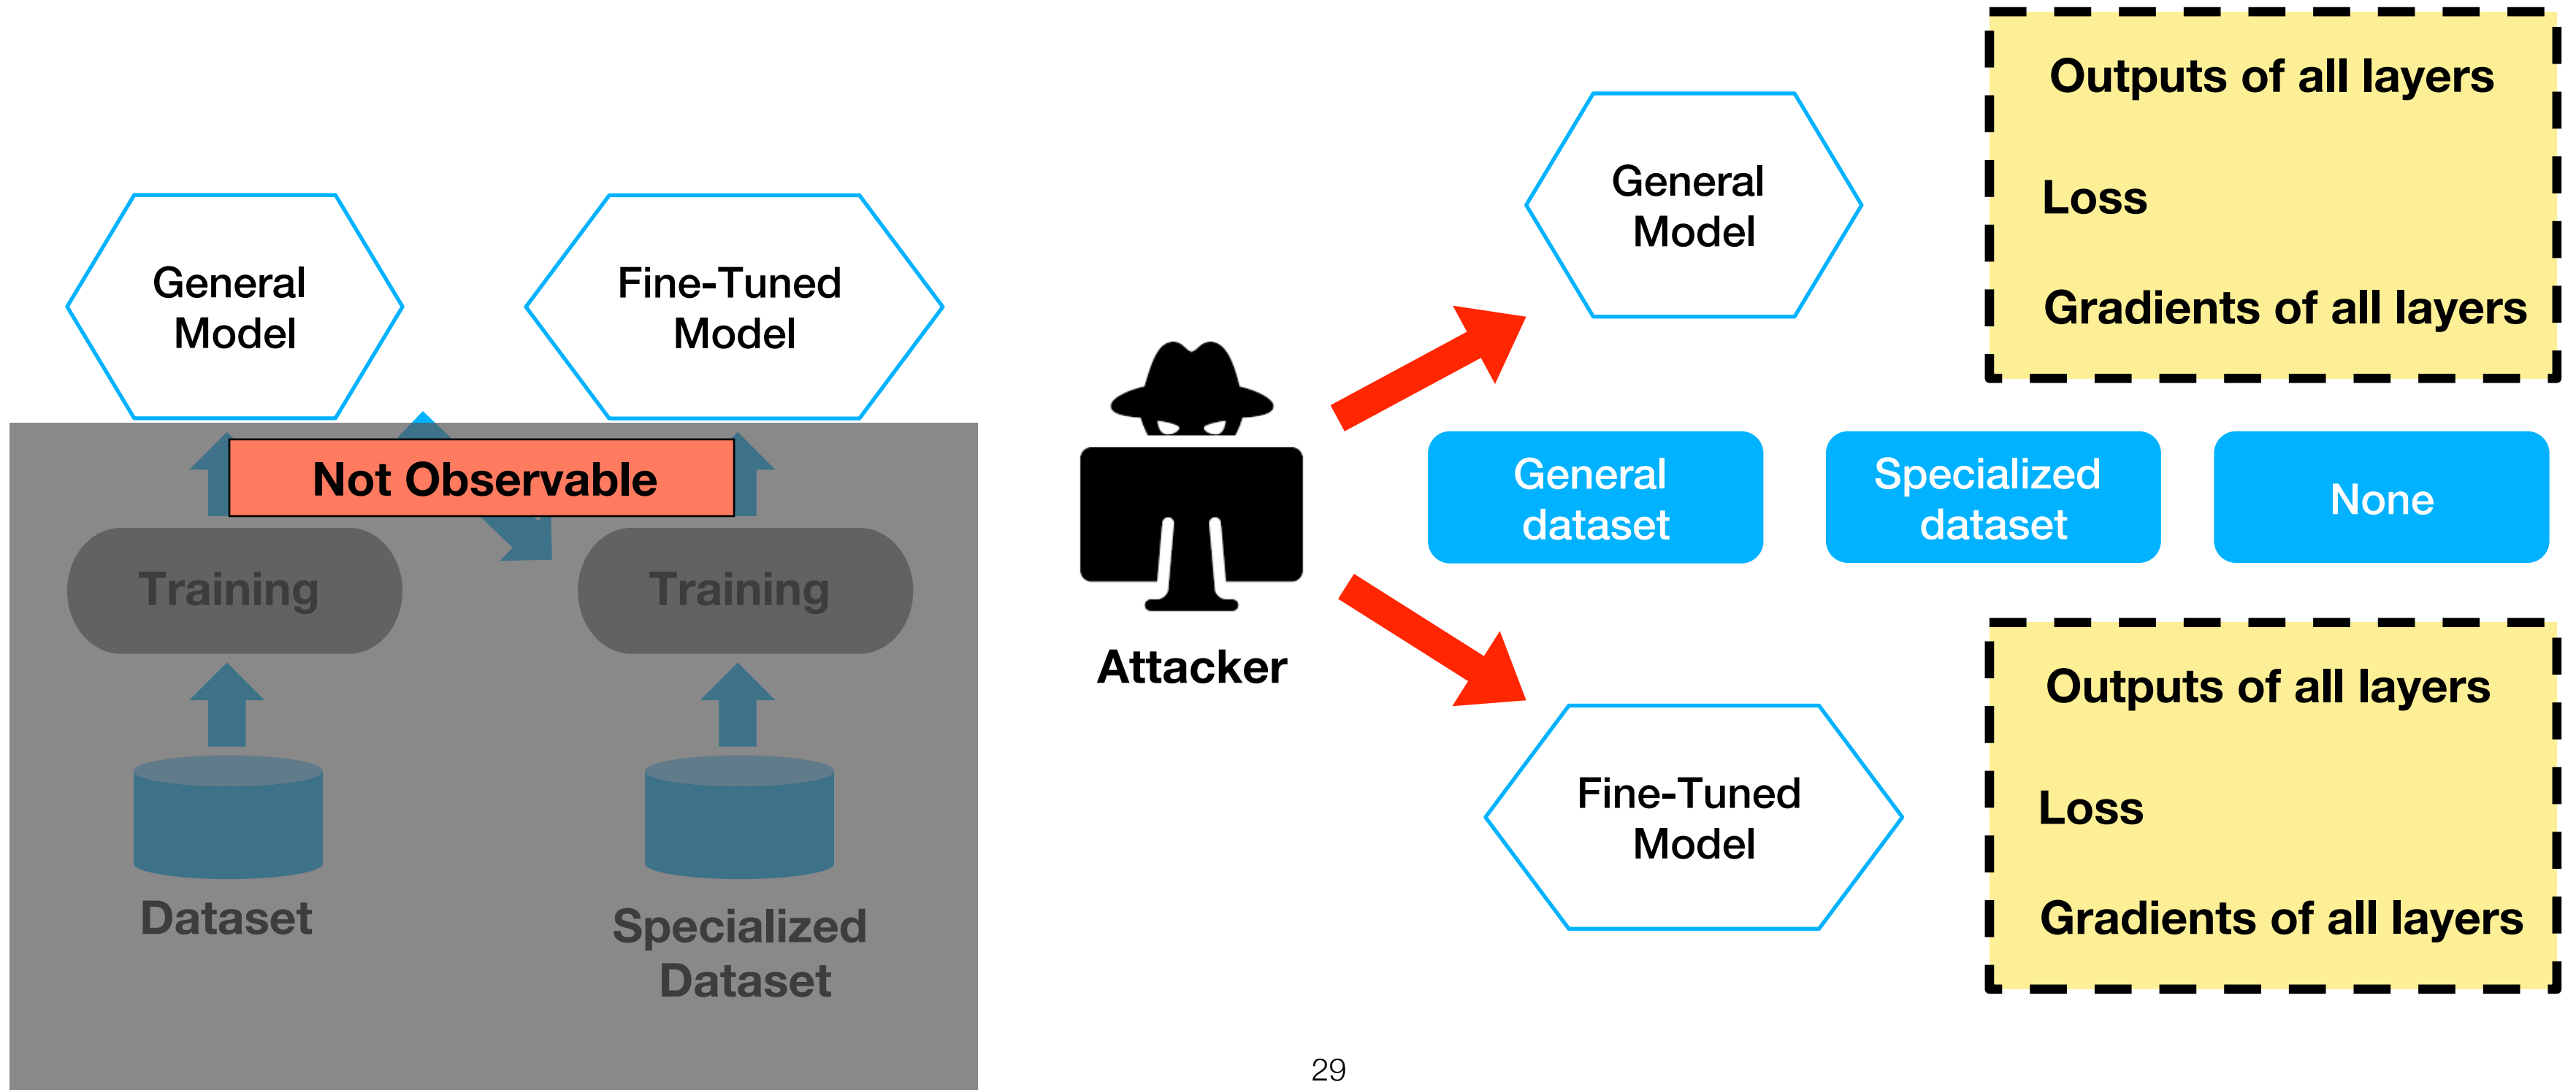 General
Model
Fine-Tuned
Model
Not Observable
Training
Training
Dataset
Specialized
Dataset
Attacker
General
Model
Outputs of all layers
Loss
Gradients of all layers
General
dataset
Specialized
dataset
None
Fine-Tuned
Model
Outputs of all layers
Loss
Gradients of all layers
29